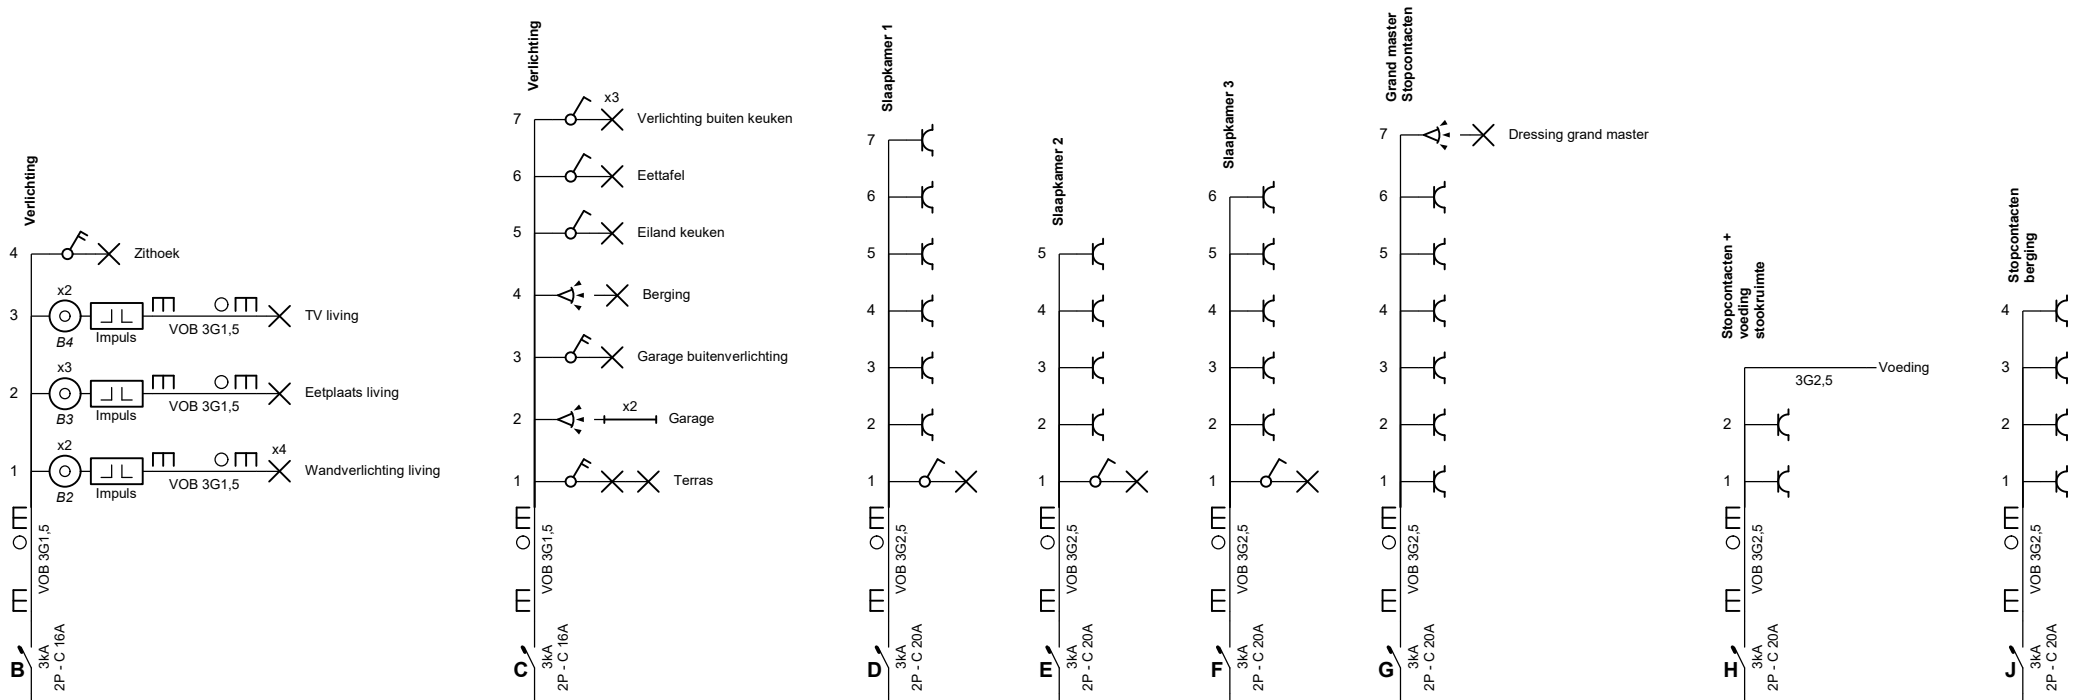 Verlichting
4
Zithoek
x2
3
B4
Impuls
VOB 3G1,5
TV living
x3
2
B3
Impuls
VOB 3G1,5
Eetplaats living
x2
1
B2
Impuls
VOB 3G1,5
x4
Wandverlichting living
VOB 3G1,5
B
3kA
2P - C 16A
Verlichting
7
x3
Verlichting buiten keuken
6
Eettafel
5
Eiland keuken
4
Berging
3
Garage buitenverlichting
2
x2
Garage
1
Terras
VOB 3G1,5
C
3kA
2P - C 16A
Slaapkamer 1
7
6
5
4
3
2
1
VOB 3G2,5
D
3kA
2P - C 20A
Slaapkamer 2
5
4
3
2
1
VOB 3G2,5
E
3kA
2P - C 20A
Slaapkamer 3
6
5
4
3
2
1
VOB 3G2,5
F
3kA
2P - C 20A
Grand master
Stopcontacten
7
Dressing grand master
6
5
4
3
2
1
VOB 3G2,5
G
3kA
2P - C 20A
Stopcontacten +
voeding
stookruimte
Voeding
3G2,5
2
1
VOB 3G2,5
H
3kA
2P - C 20A
Stopcontacten
berging
4
3
2
1
VOB 3G2,5
J
3kA
2P - C 20A